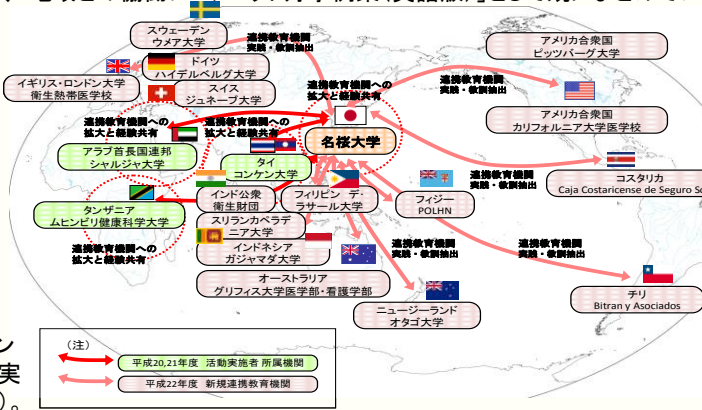 スウェーデン
ウメア大学
連携教育機関
実践・教訓抽出
アメリカ合衆国
ピッツバーグ大学
ドイツ
ハイデルベルグ大学
イギリス・ロンドン大学
衛生熱帯医学校
スイス
ジュネーブ大学
連携教育機関への
拡大と経験共有
連携教育機関
実践・教訓抽出
アメリカ合衆国
カリフォルニア大学医学校
連携教育機関への
拡大と経験共有
連携教育機関への
拡大と経験共有
名桜大学
アラブ首長国連邦
シャルジャ大学
タイ
コンケン大学
連携教育機関
実践・教訓抽出
コスタリカ
Caja Costaricense de Seguro So
タンザニア
ムヒンビリ健康科学大学
インド公衆
衛生財団
フィリピン デ・
ラサール大学
フィジー
POLHN
スリランカペラデ
ニア大学
連携教育機関への
拡大と経験共有
インドネシア
ガジャマダ大学
連携教育機関
実践・教訓抽出
連携教育機関
実践・教訓抽出
オーストラリア
グリフィス大学医学部・看護学部
ニュージーランド
オタゴ大学
チリ
Bitran y Asociados
ン
実
(注)
平成20,21年度 活動実施者 所属機関
平成22年度 新規連携教育機関
)。